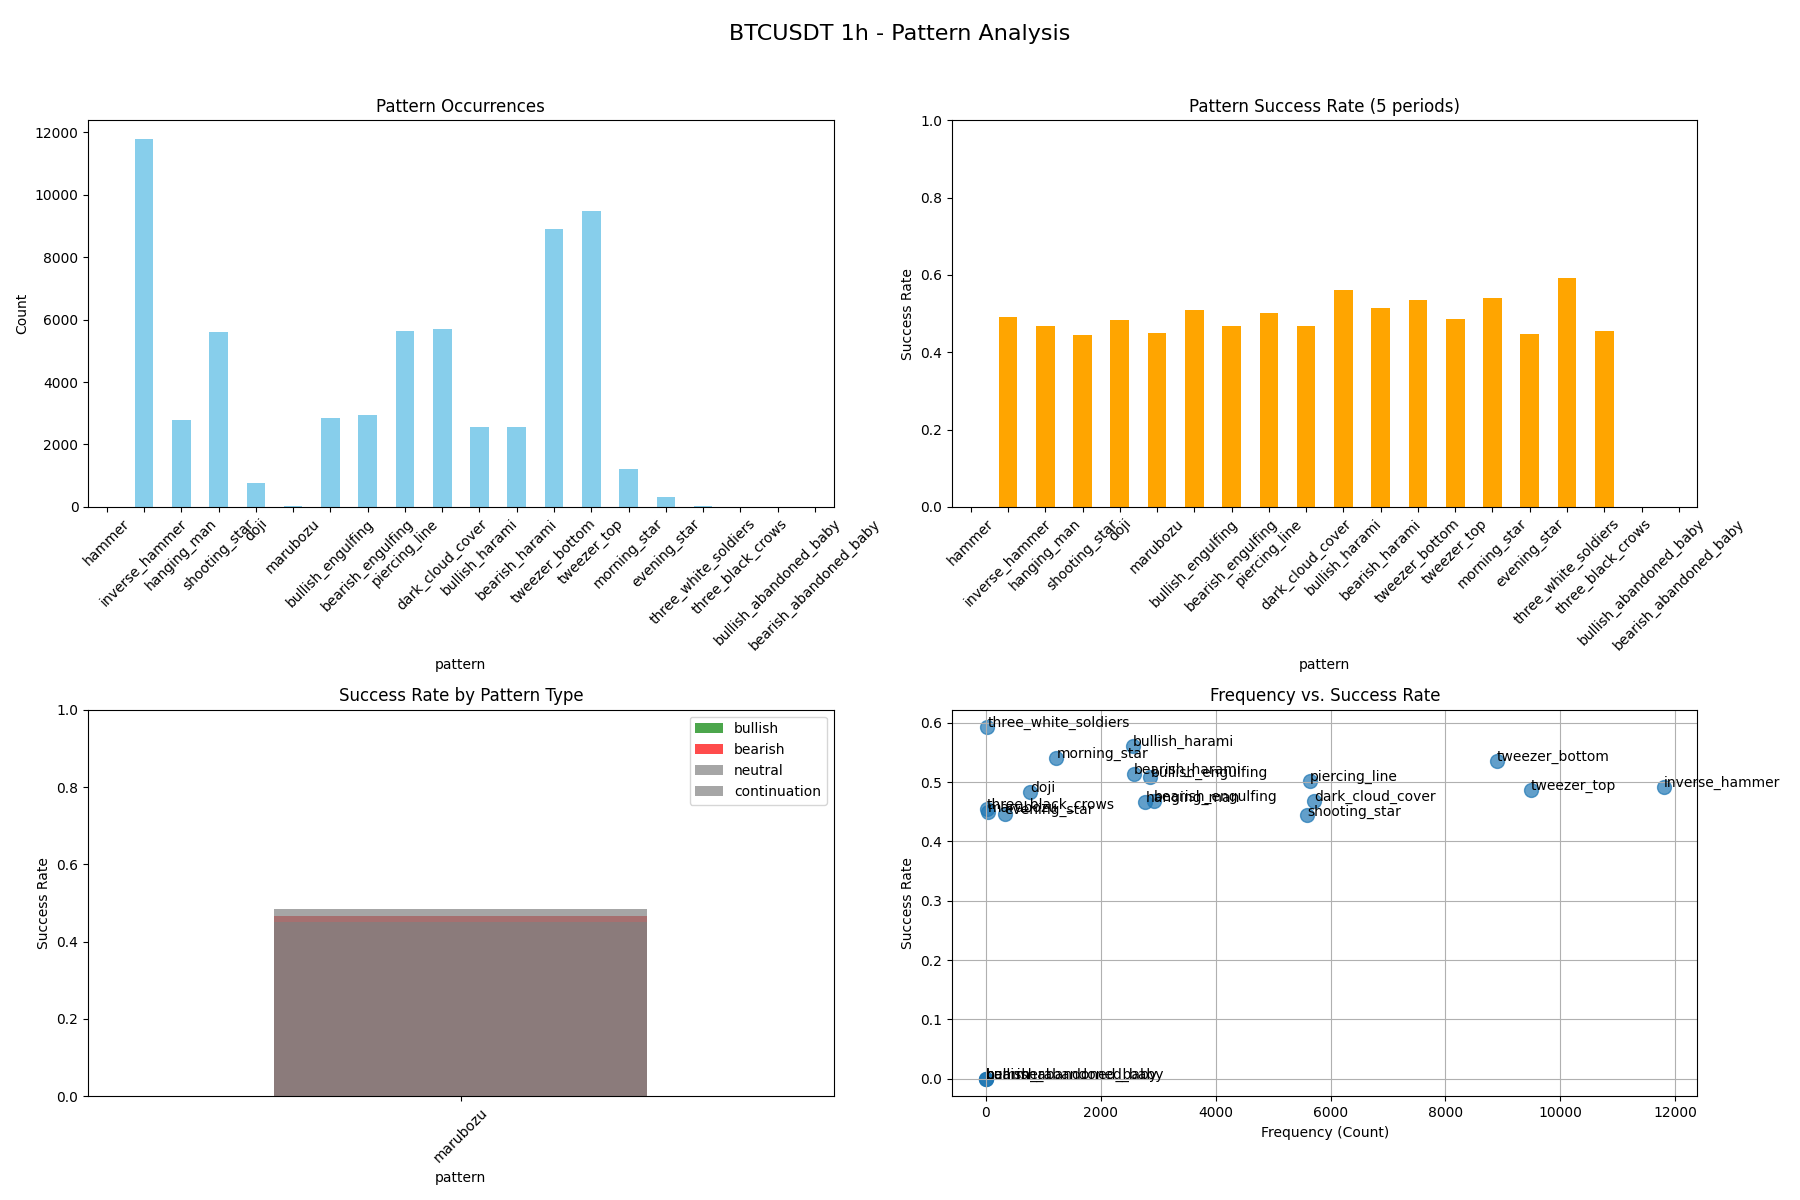 BTCUSDT 1h - Pattern Analysis
Pattern Occurrences
12000
10000
8000
6000
4000
2000
0
Count
hammer
inverse_hammer
hanging_man
shooting_star
doji
marubozu
bullish_engulfing
bearish_engulfing
piercing_line
dark_cloud_cover
bullish_harami
bearish_harami
tweezer_bottom
tweezer_top
morning_star
evening_star
three_white_soldiers
three_black_crows
bullish_abandoned_baby
bearish_abandoned_baby
pattern
Pattern Success Rate (5 periods)
1.0
0.8
0.6
0.4
0.2
0.0
Success Rate
hammer
inverse_hammer
hanging_man
shooting_star
doji
marubozu
bullish_engulfing
bearish_engulfing
piercing_line
dark_cloud_cover
bullish_harami
bearish_harami
tweezer_bottom
tweezer_top
morning_star
evening_star
three_white_soldiers
three_black_crows
bullish_abandoned_baby
bearish_abandoned_baby
pattern
Success Rate by Pattern Type
1.0
0.8
0.6
0.4
0.2
0.0
Success Rate
bullish
bearish
neutral
continuation
marubozu
pattern
Frequency vs. Success Rate
0.6
0.5
0.4
0.3
0.2
0.1
0.0
Success Rate
three_white_soldiers
bullish_harami
morning_star
tweezer_bottom
bearish_harami
bullish_engulfing
piercing_line
inverse_hammer
doji
tweezer_top
hanging_man
bearish_engulfing
dark_cloud_cover
three_black_crows
marubozu
evening_star
shooting_star
0
2000
4000
6000
8000
10000
12000
Frequency (Count)